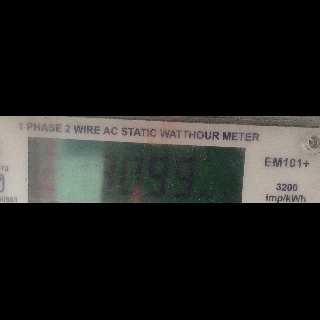 1 PHASE 2 WIRE AC STATIC WATTHOUR METER
1099
EM101+
3200
imp/kWh